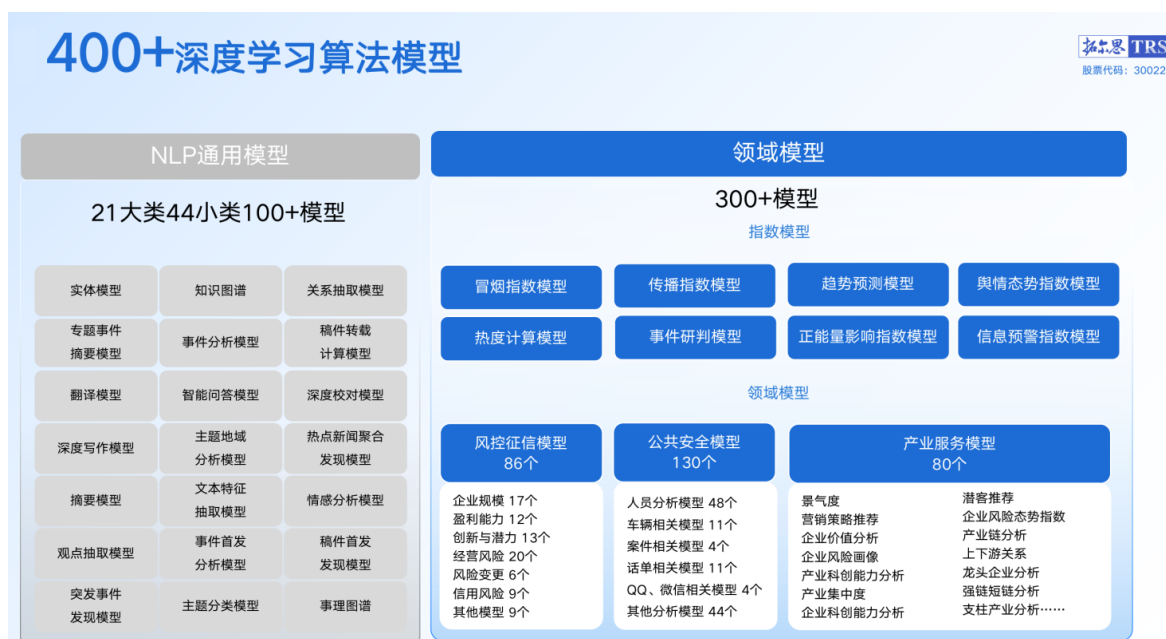 400+深度学习算法模型
拓尔思 TRS
股票代码：30022
NLP通用模型
21大类44小类100+模型
实体模型
知识图谱
关系抽取模型
专题事件
摘要模型
事件分析模型
稿件转载
计算模型
翻译模型
智能问答模型
深度校对模型
深度写作模型
主题地域
分析模型
热点新闻聚合
发现模型
摘要模型
文本特征
抽取模型
情感分析模型
观点抽取模型
事件首发
分析模型
稿件首发
发现模型
突发事件
发现模型
主题分类模型
事理图谱
领域模型
300+模型
指数模型
冒烟指数模型
传播指数模型
趋势预测模型
舆情态势指数模型
热度计算模型
事件研判模型
正能量影响指数模型
信息预警指数模型
领域模型
风控征信模型
86个
企业规模 17个
盈利能力 12个
创新与潜力 13个
经营风险 20个
风险变更 6个
信用风险 9个
其他模型 9个
公共安全模型
130个
人员分析模型 48个
车辆相关模型 11个
案件相关模型 4个
话单相关模型 11个
QQ、微信相关模型 4个
其他分析模型 44个
产业服务模型
80个
景气度
营销策略推荐
企业价值分析
企业风险画像
产业科创能力分析
产业集中度
企业科创能力分析
潜客推荐
企业风险态势指数
产业链分析
上下游关系
龙头企业分析
强链短链分析
支柱产业分析……